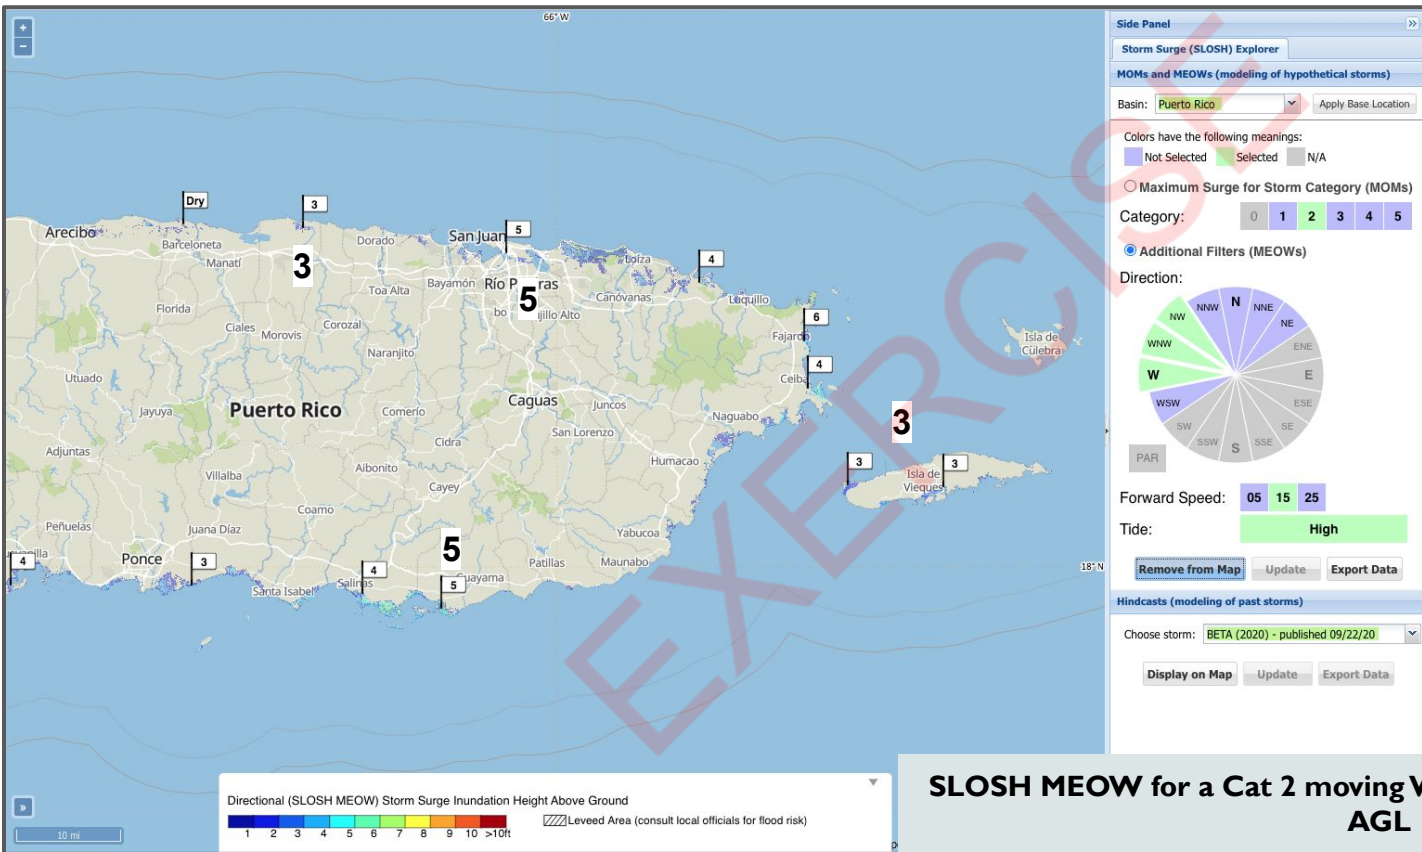 66° W
+
-
Dry
3
Arecibo
Barceloneta
Manatí
3
Dorado
San Juan
5
Loíza
4
Toa Alta
Bayamón
Río P
ras
5
Canóvanas
Luquillo
bo
ujillo Alto
Florida
Ciales
Morovis
Corozal
Naranjito
6
Fajardo
4
Ceiba
Isla de
Culebra
Utuado
Jayuya
Puerto Rico
Comerío
Caguas
Juncos
Naguabo
San Lorenzo
Cidra
Adjuntas
Villalba
Aibonito
Cayey
Humacao
3
3
3
Isla de
Vieques
Coamo
Peñuelas
Juana Díaz
5
Yabucoa
4
Ponce
3
4
5
Guayama
Patillas
Maunabo
18° N
Salinas
Santa Isabel
EXERCISE
»
10 mi
Directional (SLOSH MEOW) Storm Surge Inundation Height Above Ground
1 2 3 4 5 6 7 8 9 10 >10ft
Leveed Area (consult local officials for flood risk)
Side Panel
»
Storm Surge (SLOSH) Explorer
MOMs and MEOWs (modeling of hypothetical storms)
Basin: Puerto Rico Apply Base Location
Colors have the following meanings:
Not Selected Selected N/A
Maximum Surge for Storm Category (MOMs)
Category: 0 1 2 3 4 5
Additional Filters (MEOWs)
Direction:
N
NNE
NE
ENE
E
ESE
SE
SSE
S
SSW
SW
WSW
W
WNW
NW
NNW
PAR
Forward Speed: 05 15 25
Tide: High
Remove from Map Update Export Data
Hindcasts (modeling of past storms)
Choose storm: BETA (2020) - published 09/22/20
Display on Map Update Export Data
SLOSH MEOW for a Cat 2 moving
AGL